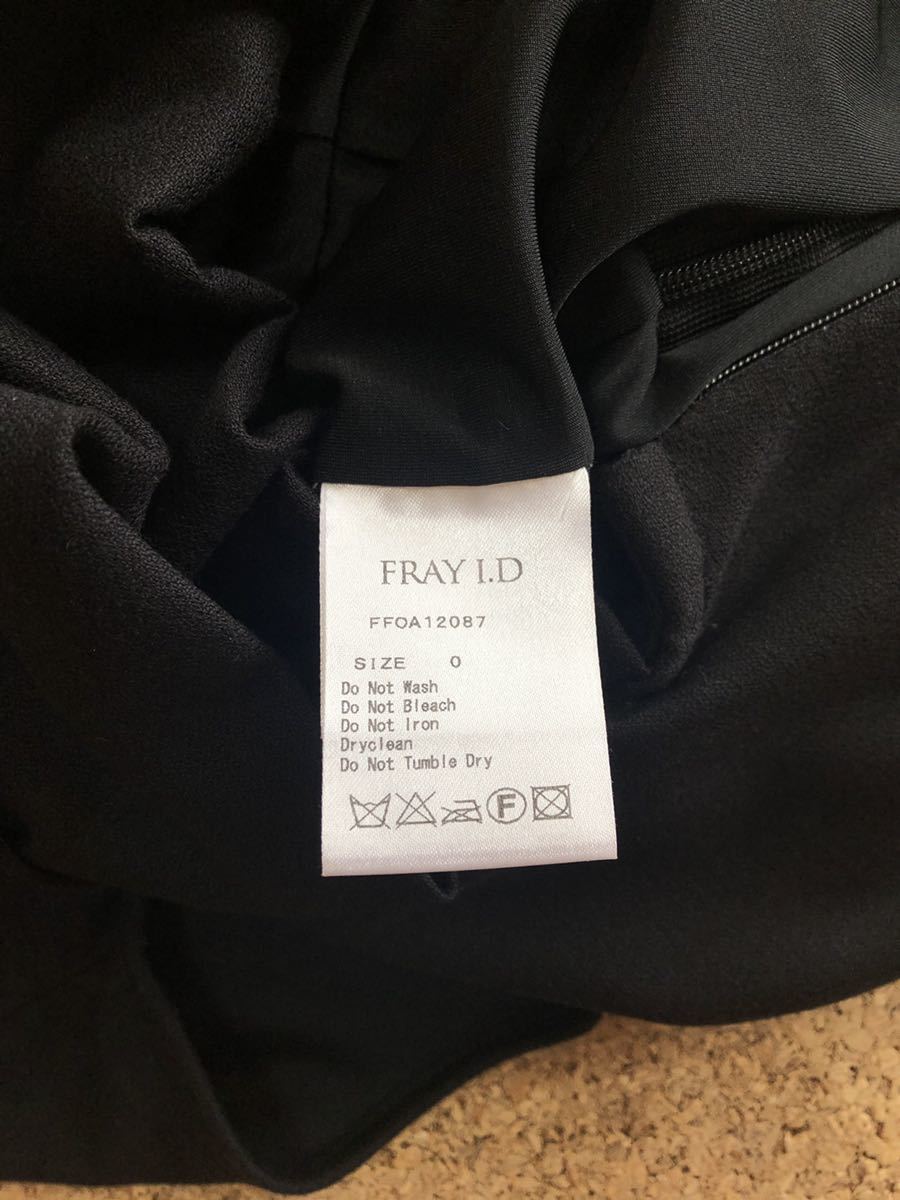 FRAY I.D
FFOA12087
SIZE 0
Do Not Wash
Do Not Bleach
Do Not Iron
Dryclean
Do Not Tumble Dry
F